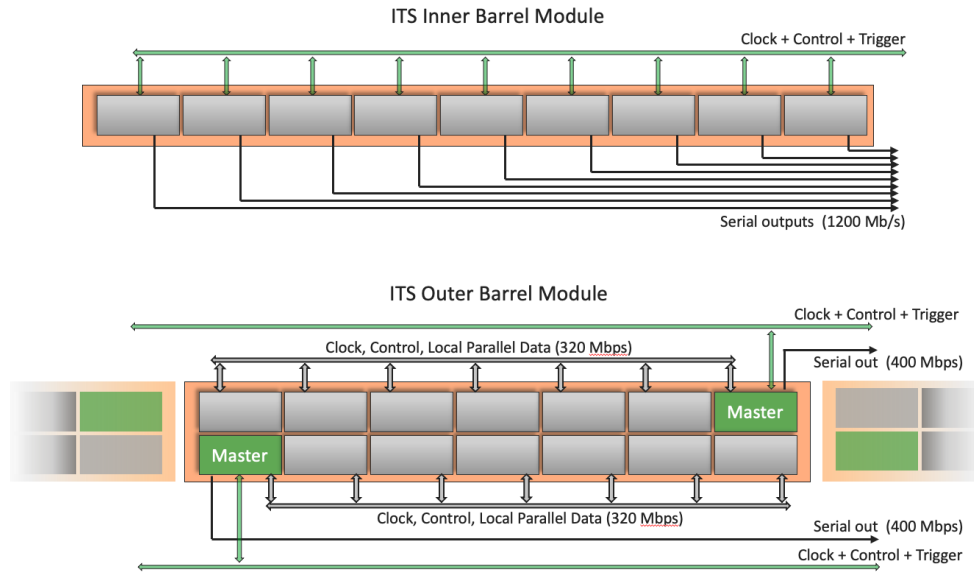 ITS Inner Barrel Module
Clock + Control + Trigger
Serial outputs (1200 Mb/s)
ITS Outer Barrel Module
Clock + Control + Trigger
Clock, Control, Local Parallel Data (320 Mbps)
Serial out (400 Mbps)
Master
Master
Clock, Control, Local Parallel Data (320 Mbps)
Serial out (400 Mbps)
Clock + Control + Trigger